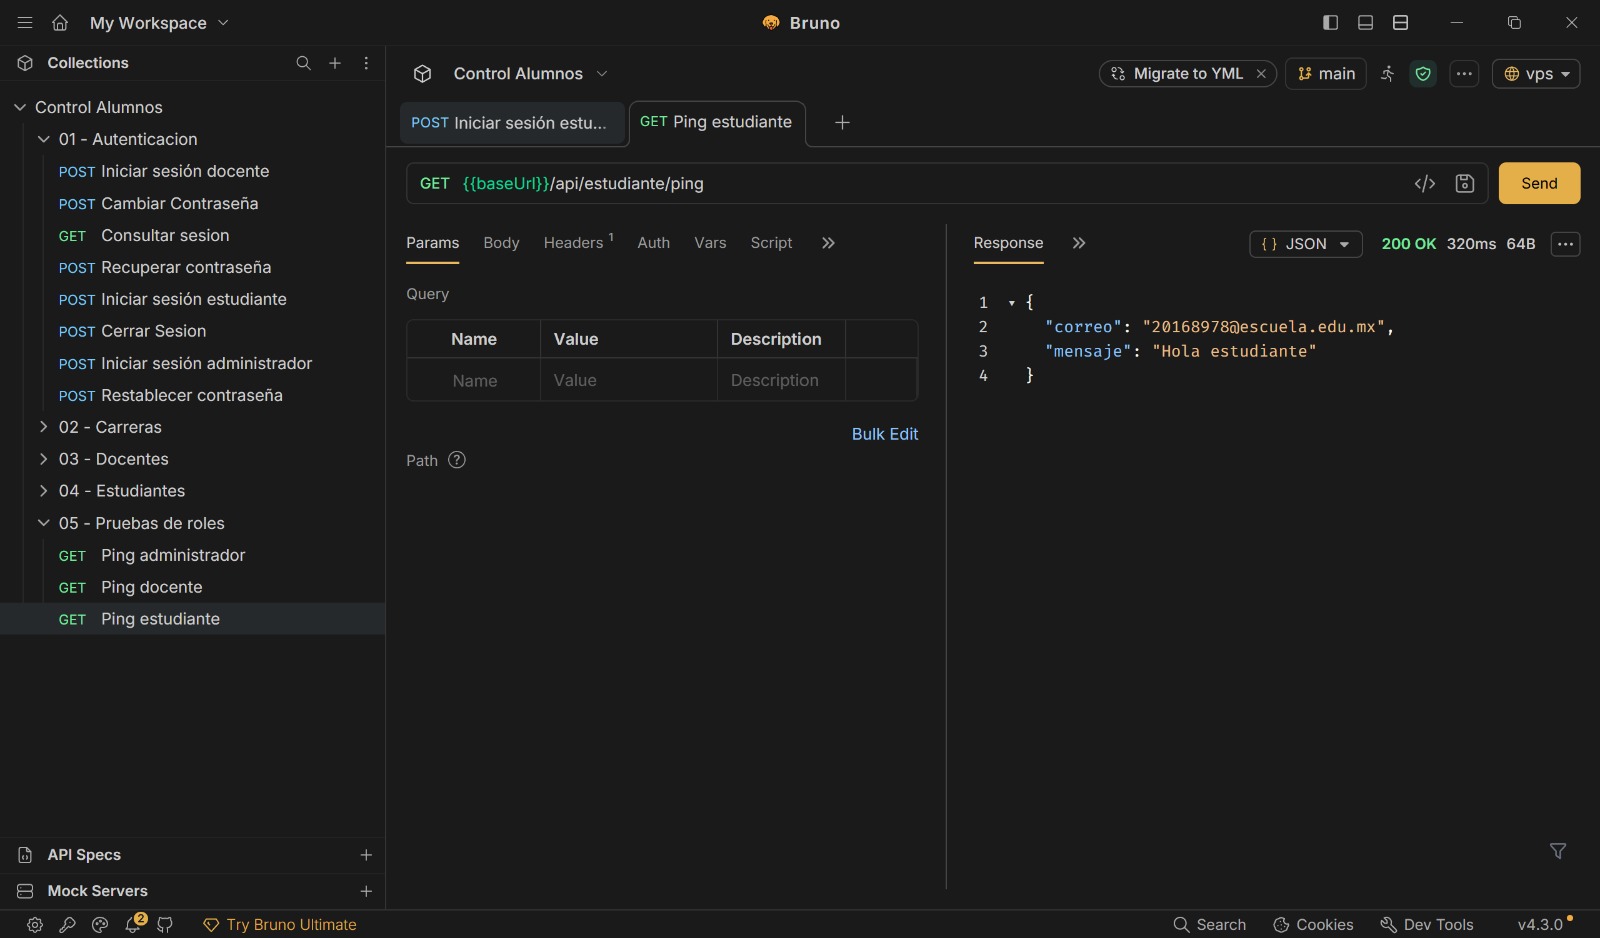 My Workspace
Bruno
Collections
Control Alumnos
Migrate to YML
main
vps
Control Alumnos
01 - Autenticacion
POST Iniciar sesión docente
POST Cambiar Contraseña
GET Consultar sesion
POST Recuperar contraseña
POST Iniciar sesión estudiante
POST Cerrar Sesion
POST Iniciar sesión administrador
POST Restablecer contraseña
02 - Carreras
03 - Docentes
04 - Estudiantes
05 - Pruebas de roles
GET Ping administrador
GET Ping docente
GET Ping estudiante
API Specs
Mock Servers
POST Iniciar sesión estu...
GET Ping estudiante
GET {{baseUrl}}/api/estudiante/ping
Send
Params Body Headers 1 Auth Vars Script
Query
Name Value Description
Name Value Description
Bulk Edit
Path ?
Response
{ } JSON
200 OK 320ms 64B
1 {
2 "correo": "20168978@escuela.edu.mx",
3 "mensaje": "Hola estudiante"
4 }
2
Try Bruno Ultimate
Search
Cookies
Dev Tools
v4.3.0